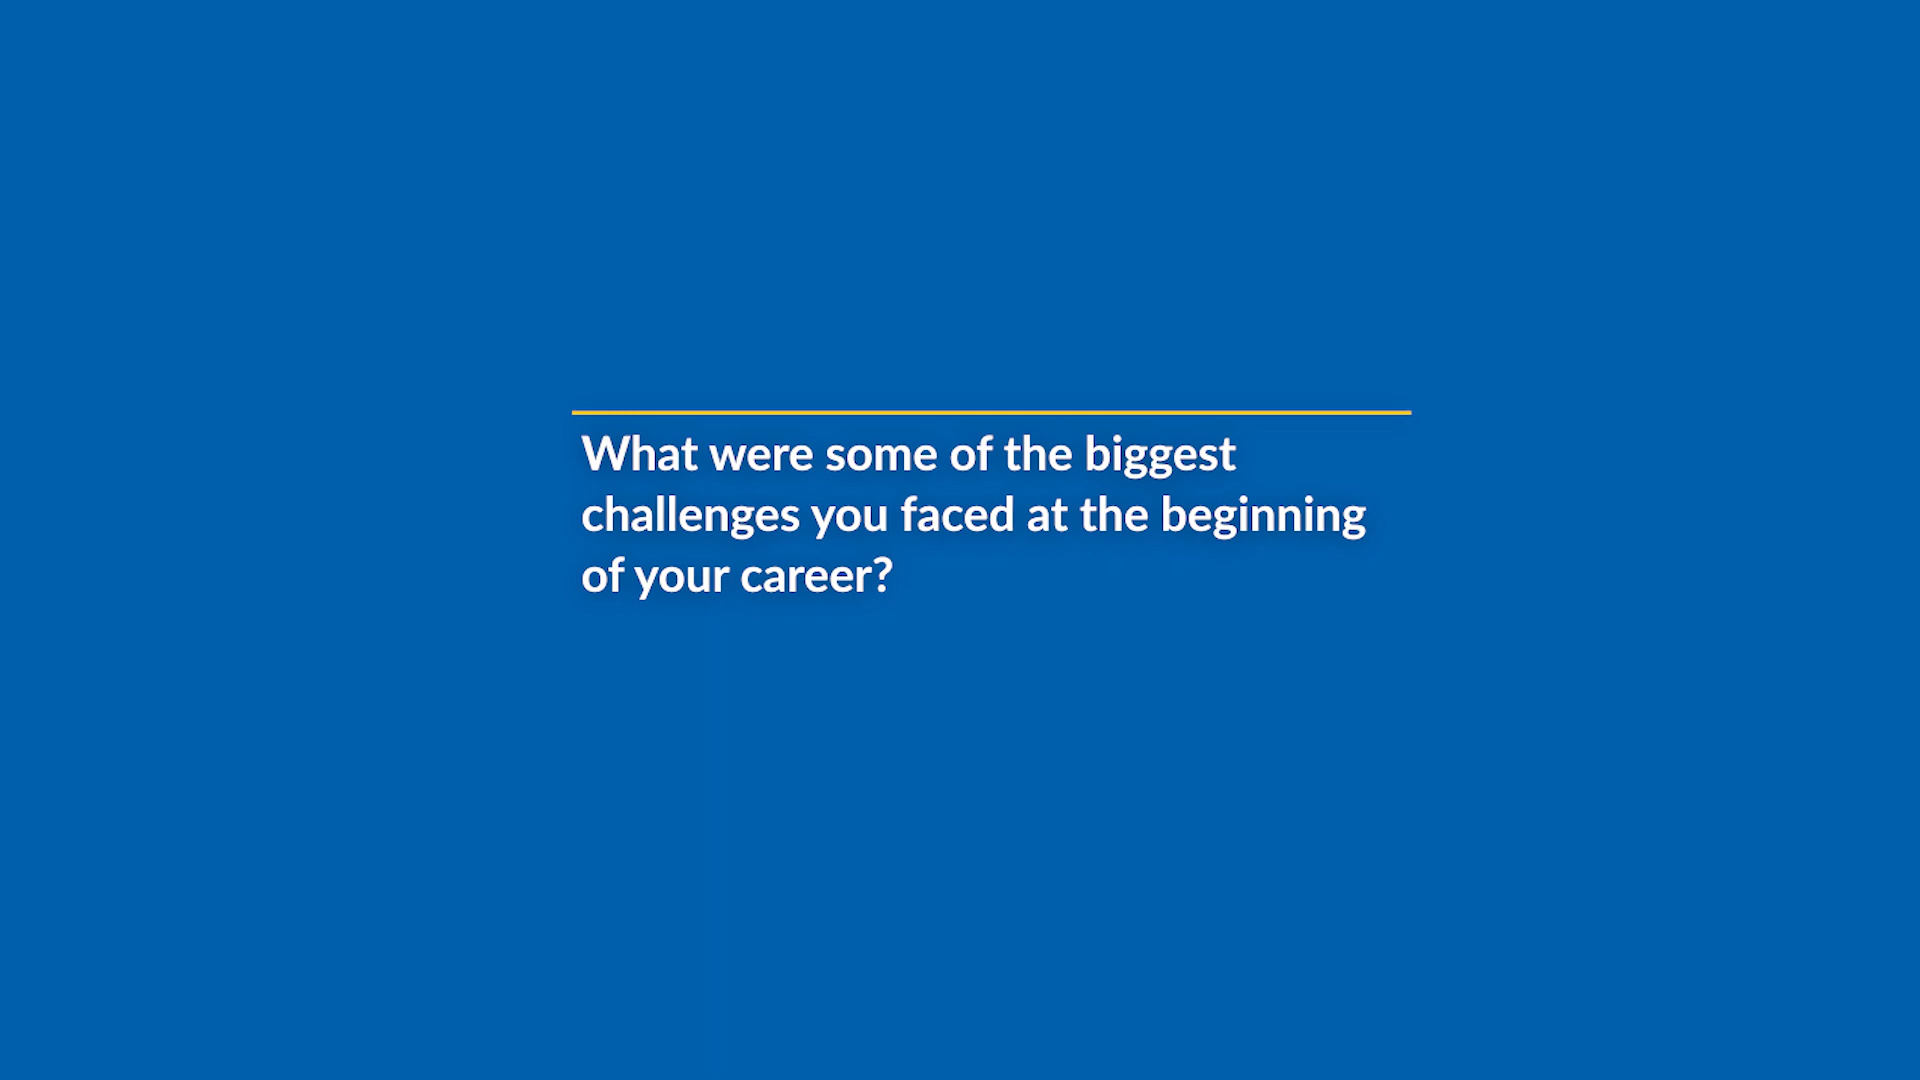 What were some of the biggest
challenges you faced at the beginning
of your career?